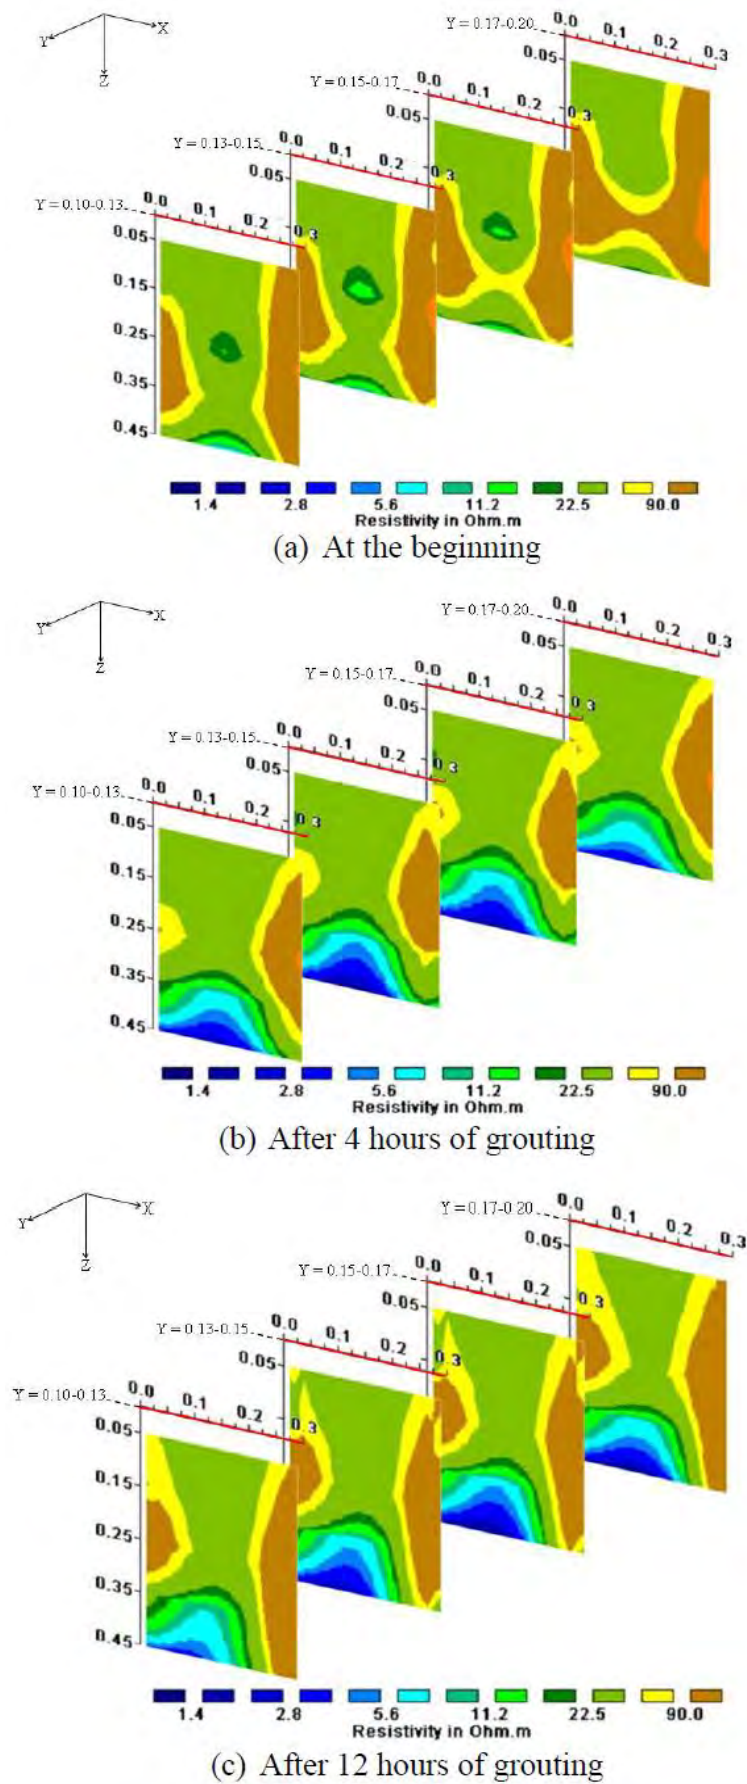 Y X Z
Y = 0.17-0.20 0.0 0.1 0.2 0.3
0.05
Y = 0.15-0.17 0.0 0.1 0.2 0.3
0.05
Y = 0.13-0.15 0.0 0.1 0.2 0.3
0.05
Y = 0.10-0.13 0.0 0.1 0.2 0.3
0.05
0.15
0.25
0.35
0.45
1.4 2.8 5.6 11.2 22.5 90.0
Resistivity in Ohm.m
(a) At the beginning
Y X Z
Y = 0.17-0.20 0.0 0.1 0.2 0.3
0.05
Y = 0.15-0.17 0.0 0.1 0.2 0.3
0.05
Y = 0.13-0.15 0.0 0.1 0.2 0.3
0.05
Y = 0.10-0.13 0.0 0.1 0.2 0.3
0.05
0.15
0.25
0.35
0.45
1.4 2.8 5.6 11.2 22.5 90.0
Resistivity in Ohm.m
(b) After 4 hours of grouting
Y X Z
Y = 0.17-0.20 0.0 0.1 0.2 0.3
0.05
Y = 0.15-0.17 0.0 0.1 0.2 0.3
0.05
Y = 0.13-0.15 0.0 0.1 0.2 0.3
0.05
Y = 0.10-0.13 0.0 0.1 0.2 0.3
0.05
0.15
0.25
0.35
0.45
1.4 2.8 5.6 11.2 22.5 90.0
Resistivity in Ohm.m
(c) After 12 hours of grouting